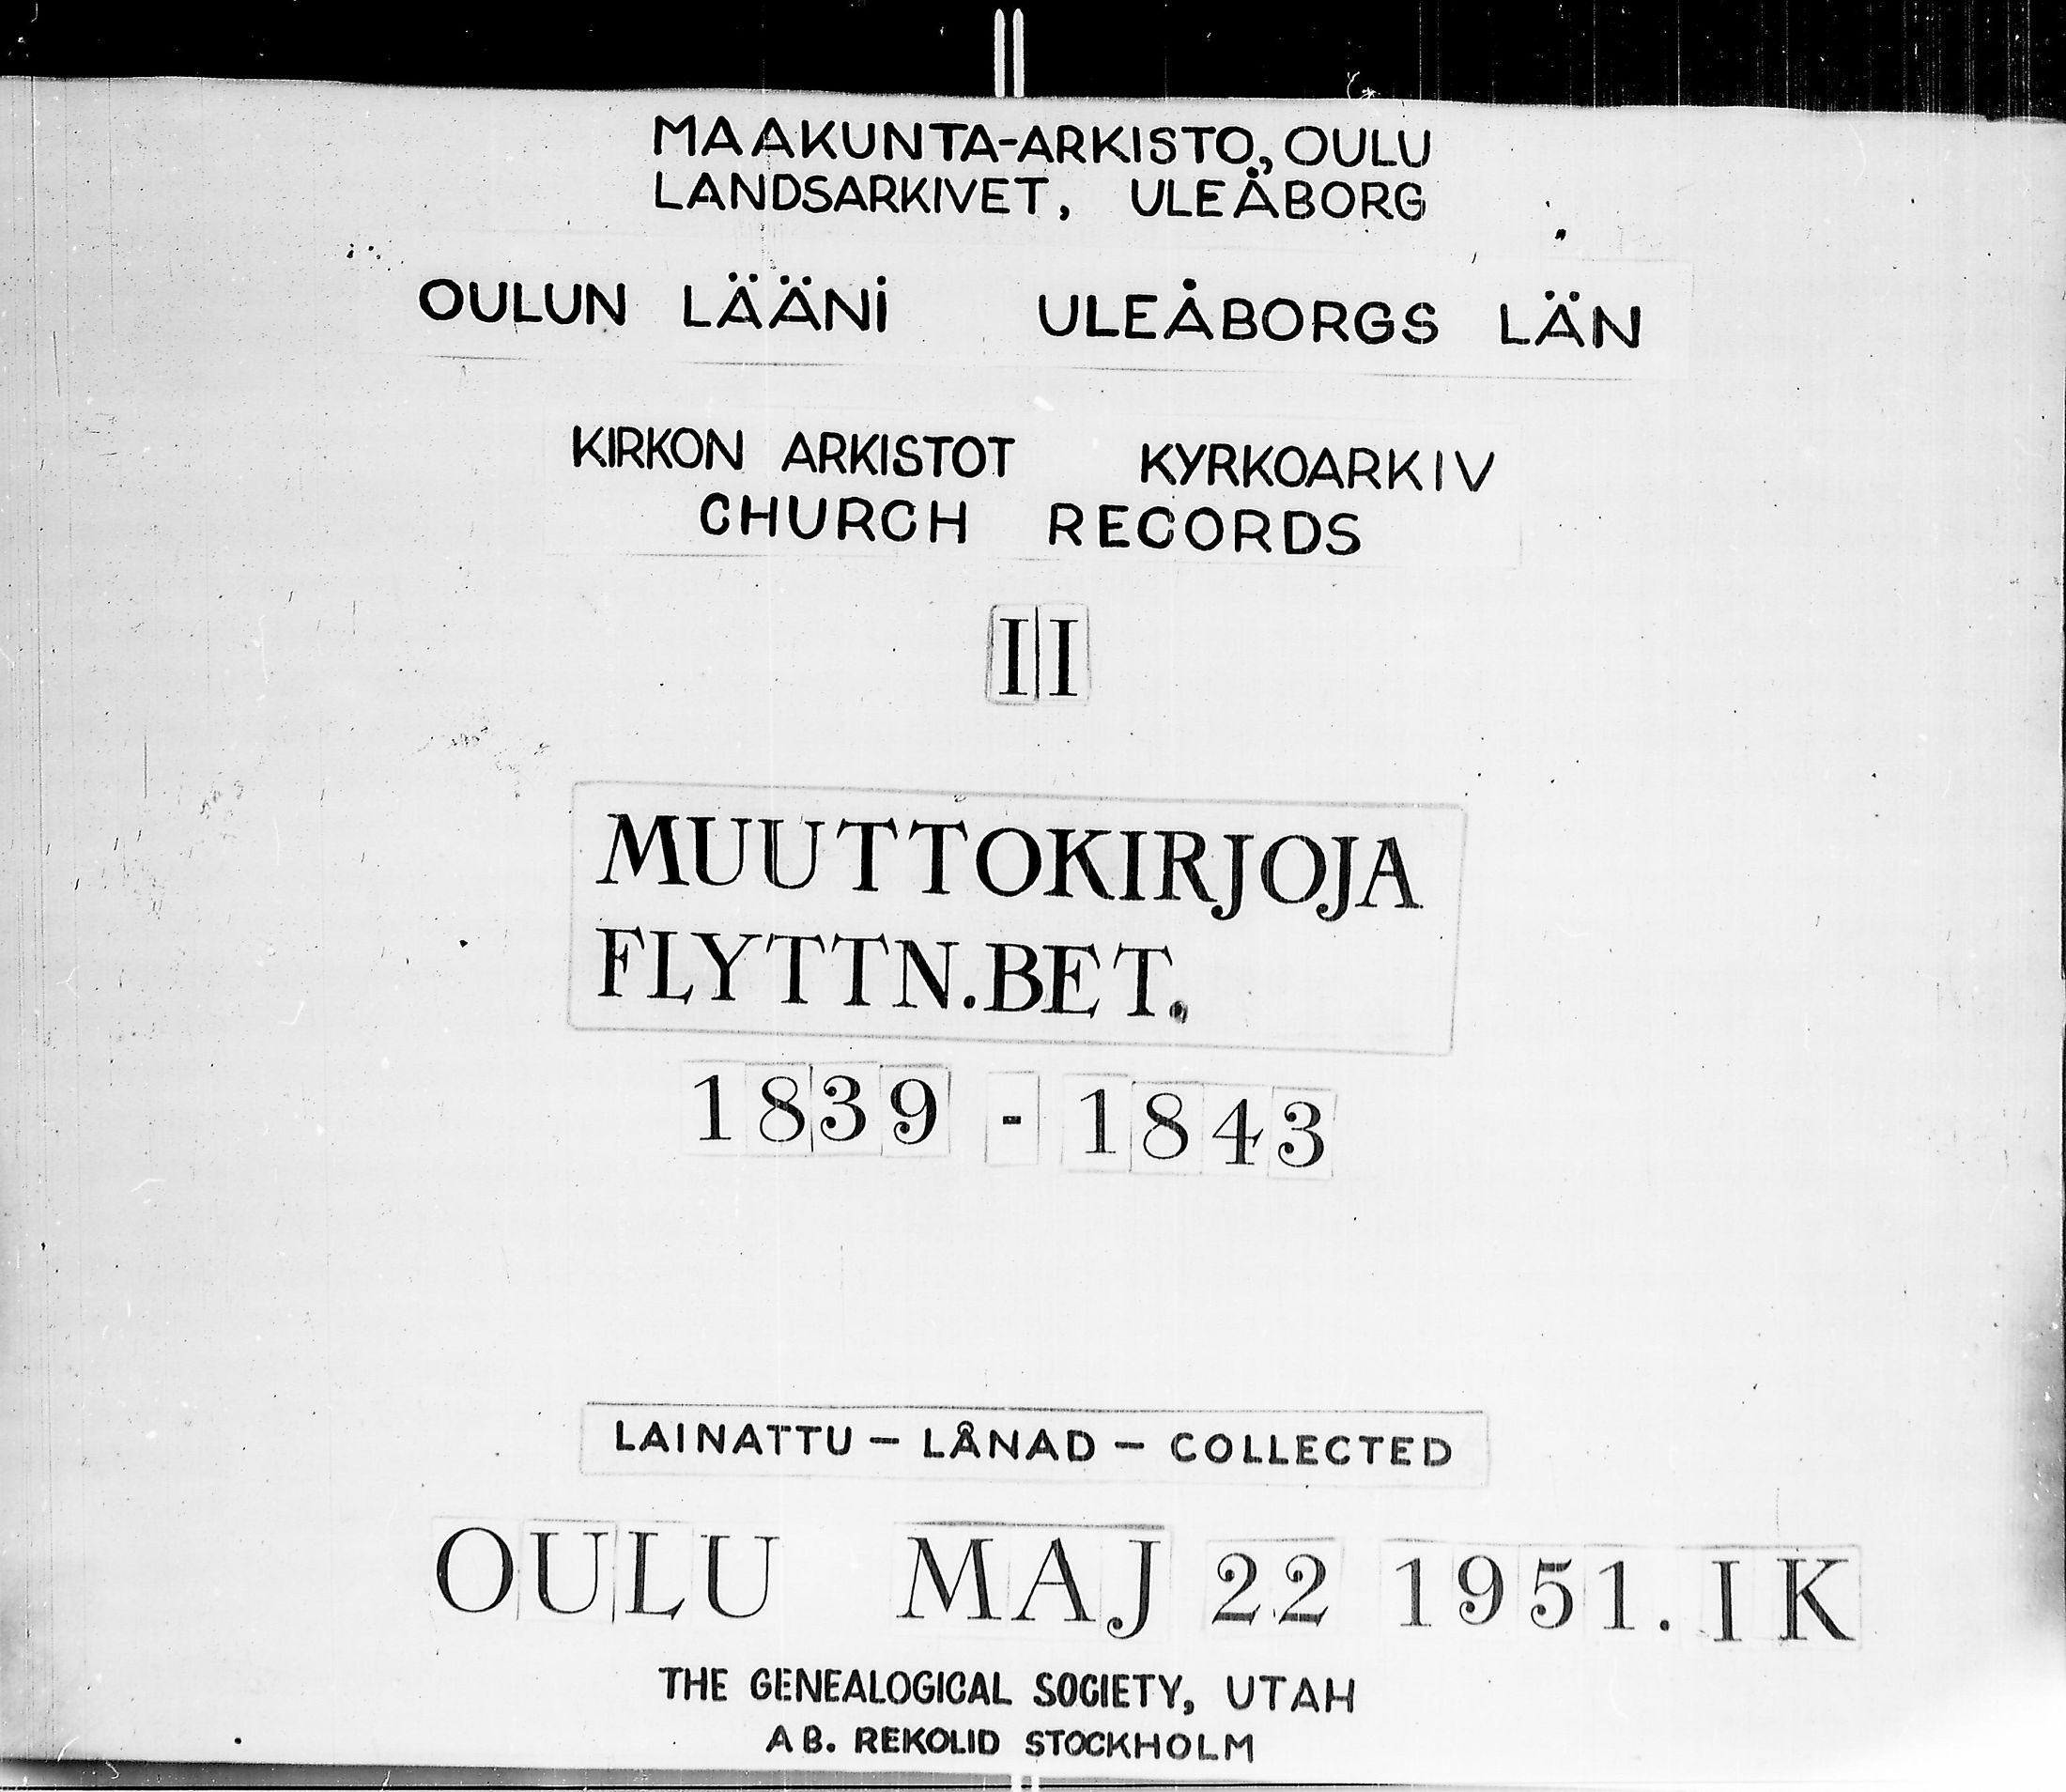 MAAKUNTA-ARKISTO, OULU
LANDSARKIVET, ULEÅBORG
OULUN LÄÄNi ULEÅBORGS LÄN
KIRKON ARKISTOT KYRKOARKIV
CHURCH RECORDS
II
MUUTTOKIRJOJA
FLYTTN.BET.
1839 - 1843
LAINATTU - LÅNAD - COLLECTED
OULU MAJ 22 1951. IK
THE GENEALOGICAL SOCIETY, UTAH
AB. REKOLID STOCKHOLM